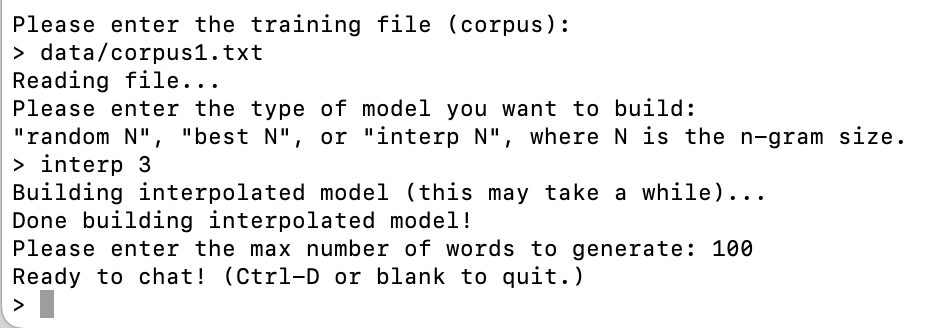 Please enter the training file (corpus):
> data/corpus1.txt
Reading file...
Please enter the type of model you want to build:
"random N", "best N", or "interp N", where N is the n-gram size.
> interp 3
Building interpolated model (this may take a while)...
Done building interpolated model!
Please enter the max number of words to generate: 100
Ready to chat! (Ctrl-D or blank to quit.)
>